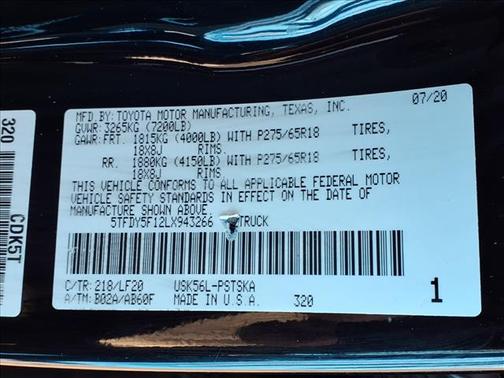 MFD. BY: TOYOTA MOTOR MANUFACTURING, TEXAS, INC. 07/20
GVWR: 3265KG (7200LB)
GAWR: FRT. 1815KG (4000LB) WITH P275/65R18 TIRES,
18X8J RIMS.
RR. 1880KG (4150LB) WITH P275/65R18 TIRES,
18X8J RIMS.
THIS VEHICLE CONFORMS TO ALL APPLICABLE FEDERAL MOTOR
VEHICLE SAFETY STANDARDS IN EFFECT ON THE DATE OF
MANUFACTURE SHOWN ABOVE.
5TFDY5F12LX943266 TRUCK
C/TR: 218/LF20 USK56L-PSTSKA
A/TM: B02A/AB60F MADE IN U.S.A. 320
1
320
CDK5T